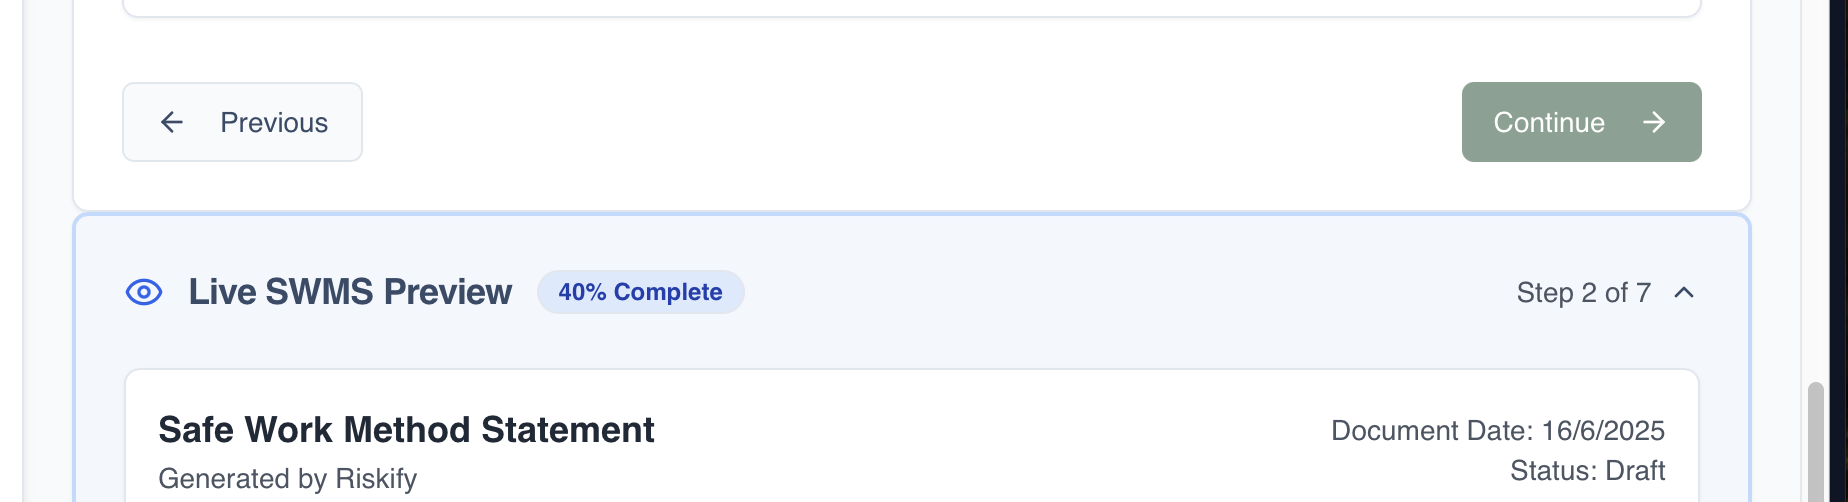 Previous
Continue
Live SWMS Preview
40% Complete
Step 2 of 7
Safe Work Method Statement
Document Date: 16/6/2025
Generated by Riskify
Status: Draft